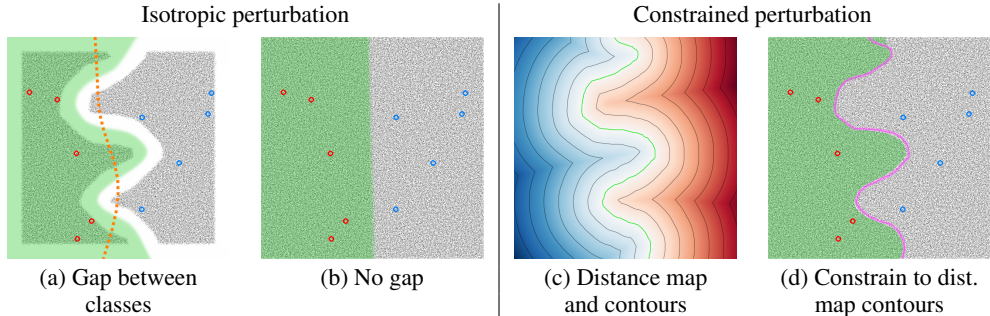 Isotropic perturbation
Constrained perturbation
(a) Gap between
classes
(b) No gap
(c) Distance map
and contours
(d) Constrain to dist.
map contours